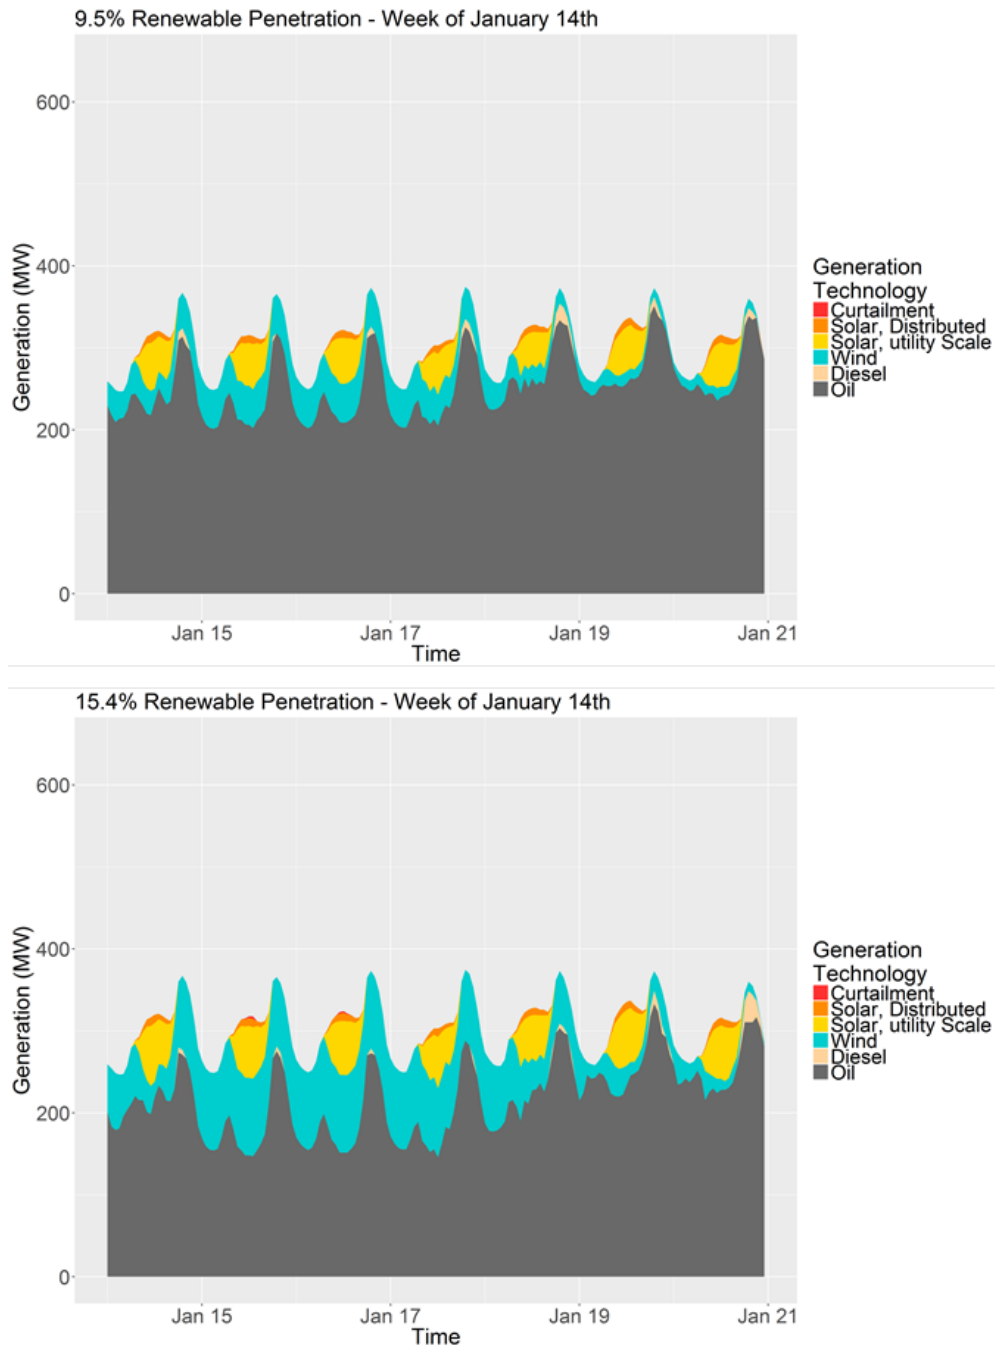 9.5% Renewable Penetration - Week of January 14th
600
400
200
0
Generation (MW)
Jan 15
Jan 17
Jan 19
Jan 21
Time
Generation
Technology
Curtailment
Solar, Distributed
Solar, utility Scale
Wind
Diesel
Oil
15.4% Renewable Penetration - Week of January 14th
600
400
200
0
Generation (MW)
Jan 15
Jan 17
Jan 19
Jan 21
Time
Generation
Technology
Curtailment
Solar, Distributed
Solar, utility Scale
Wind
Diesel
Oil